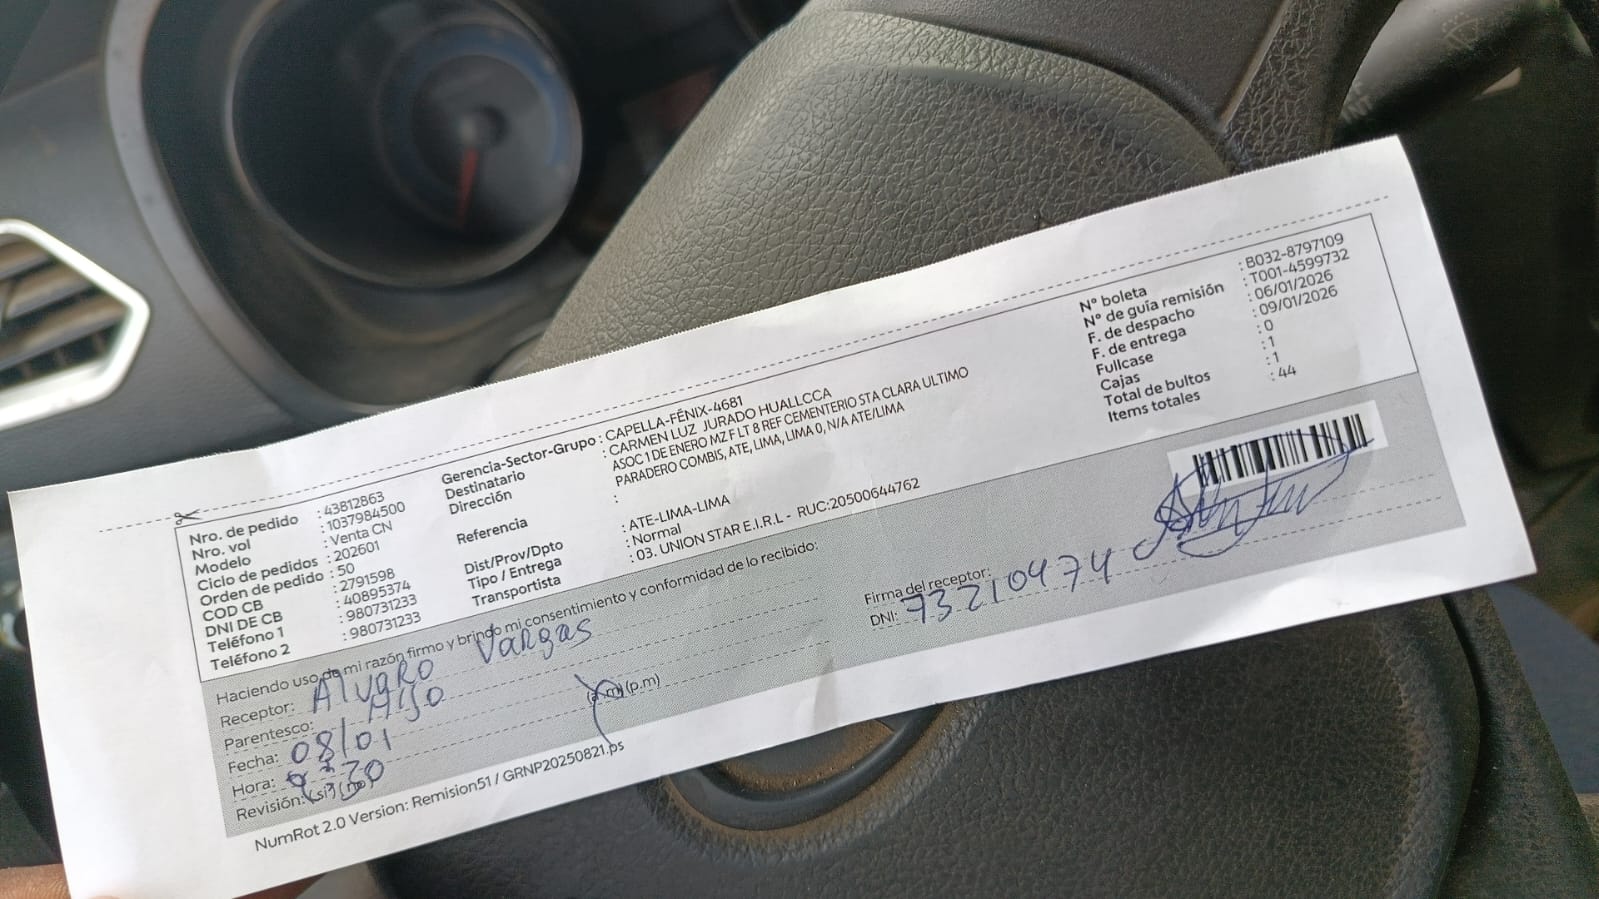 Nro. de pedido : 43812863
Nro. vol : 1037984500
Modelo : Venta CN
Ciclo de pedidos : 202601
Orden de pedido : 50
COD CB : 2791598
DNI DE CB : 40895374
Teléfono 1 : 980731233
Teléfono 2 : 980731233
Gerencia-Sector-Grupo : CAPELLA-FÉNIX-4681
Destinatario : CARMEN LUZ JURADO HUALLCCA
Dirección : ASOC 1 DE ENERO MZ F LT 8 REF CEMENTERIO STA CLARA ULTIMO
PARADERO COMBIS, ATE, LIMA, LIMA 0, N/A ATE/LIMA
Referencia :
Dist/Prov/Dpto : ATE-LIMA-LIMA
Tipo / Entrega : Normal
Transportista : 03. UNION STAR E.I.R.L - RUC:20500644762
N° boleta : B032-8797109
N° de guía remisión : T001-4599732
F. de despacho : 06/01/2026
F. de entrega : 09/01/2026
Fullcase : 0
Cajas : 1
Total de bultos : 1
Items totales : 44
Haciendo uso de mi razón firmo y brindo mi consentimiento y conformidad de lo recibido:
Receptor: Alvaro Vargas
Parentesco: Hijo
Fecha: 08/01
Hora: 9:30 (a.m) (p.m)
Revisión: (si) (no)
Firma del receptor:
DNI: 73210474
NumRot 2.0 Version: Remision51 / GRNP20250821.ps